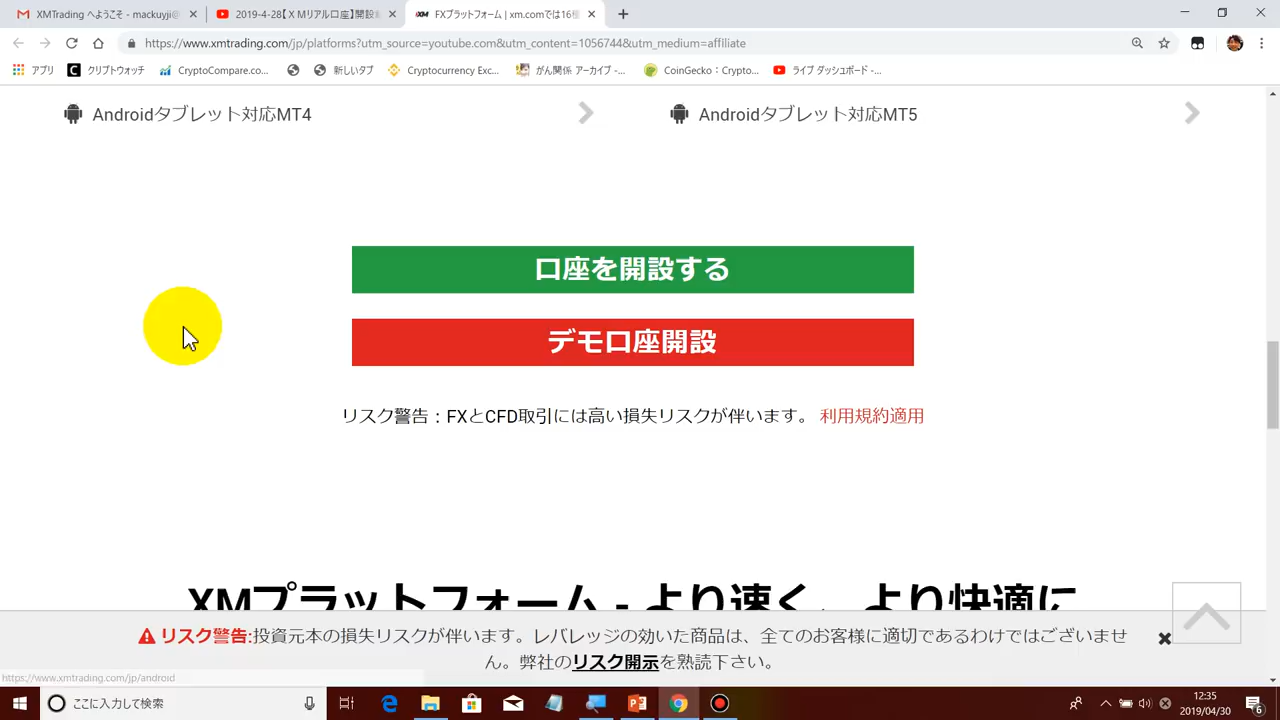 XMTrading へようこそ - mackuyji@
2019-4-28【ＸＭリアル口座】開設
FXプラットフォーム | xm.comでは16
https://www.xmtrading.com/jp/platforms?utm_source=youtube.com&utm_content=1056744&utm_medium=affiliate
アプリ
クリプトウォッチ
CryptoCompare.co...
新しいタブ
Cryptocurrency Exc...
がん関係 アーカイブ -...
CoinGecko：Crypto...
ライブ ダッシュボード -...
Androidタブレット対応MT4
Androidタブレット対応MT5
口座を開設する
デモ口座開設
リスク警告：FXとCFD取引には高い損失リスクが伴います。 利用規約適用
XMプラットフォーム - より速く、より快適に
リスク警告:投資元本の損失リスクが伴います。レバレッジの効いた商品は、全てのお客様に適切であるわけではございませ
ん。弊社のリスク開示を熟読下さい。
https://www.xmtrading.com/jp/android
ここに入力して検索
12:35
2019/04/30
6